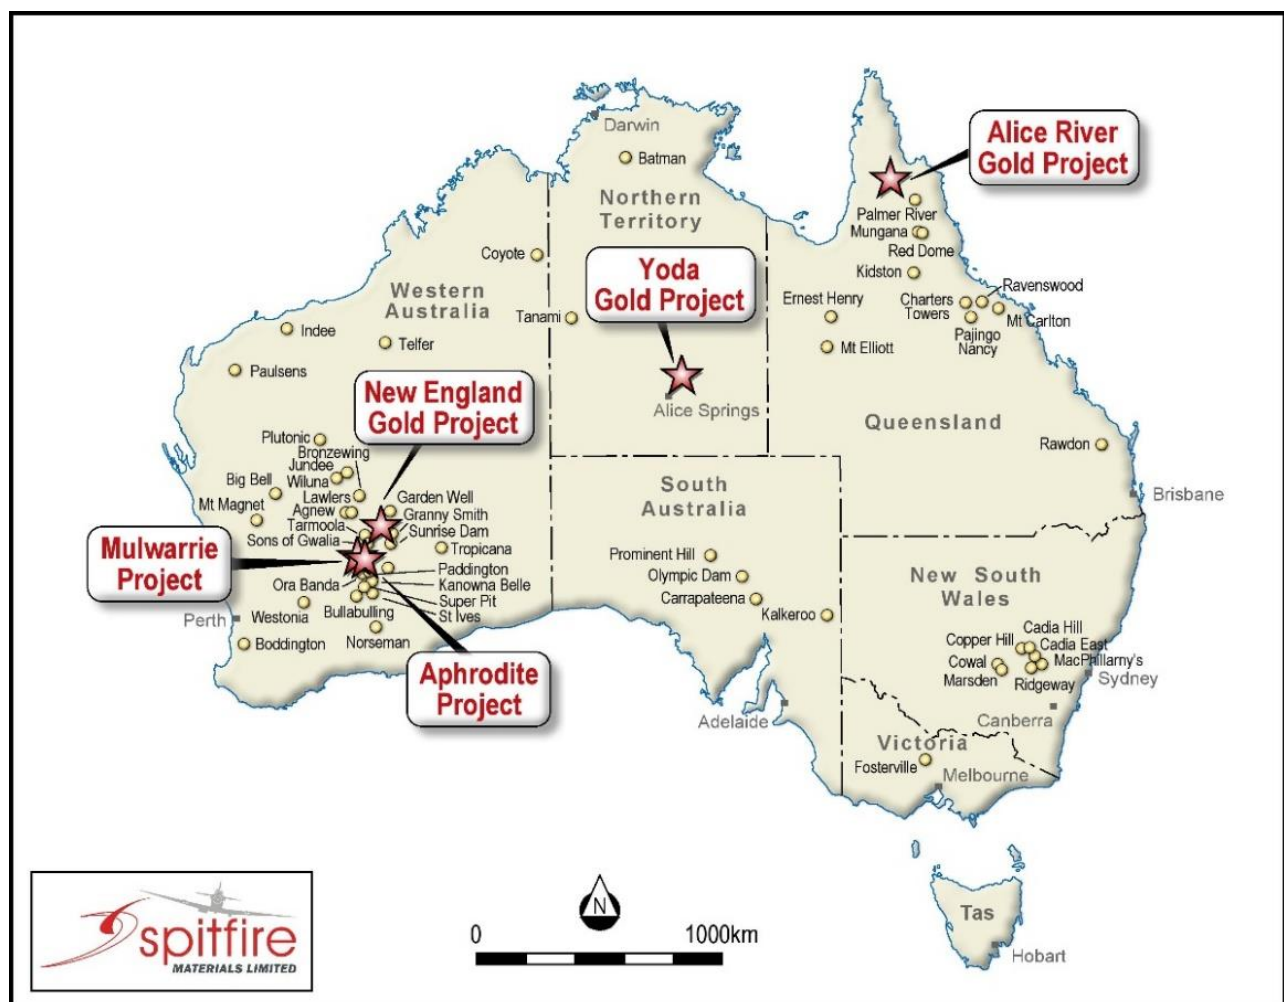 Darwin
Batman
Northern
Territory
Alice River
Gold Project
Palmer River
Mungana
Red Dome
Kidston
Coyote
Yoda
Gold Project
Western
Australia
Ernest Henry
Charters
Towers
Ravenswood
Mt Carlton
Pajingo
Nancy
Indee
Tanami
Telfer
Mt Elliott
Paulsens
New England
Gold Project
Alice Springs
Queensland
Plutonic
Bronzewing
Jundee
Wiluna
Rawdon
Big Bell
Lawlers
Garden Well
Mt Magnet
Agnew
Granny Smith
Tarmoola
Sunrise Dam
Sons of Gwalia
Tropicana
South
Australia
Brisbane
Mulwarrie
Project
Prominent Hill
Olympic Dam
Carrapateena
Kalkeroo
Paddington
Ora Banda
Kanowna Belle
Super Pit
St Ives
Westonia
Bullabulling
Perth
Norseman
Boddington
New South
Wales
Cadia Hill
Copper Hill
Cadia East
Cowal
MacPhillarny's
Marsden
Ridgeway
Sydney
Aphrodite
Project
Adelaide
Canberra
Victoria
Fosterville
Melbourne
Tas
Hobart
N
0 1000km
spitfire
MATERIALS LIMITED